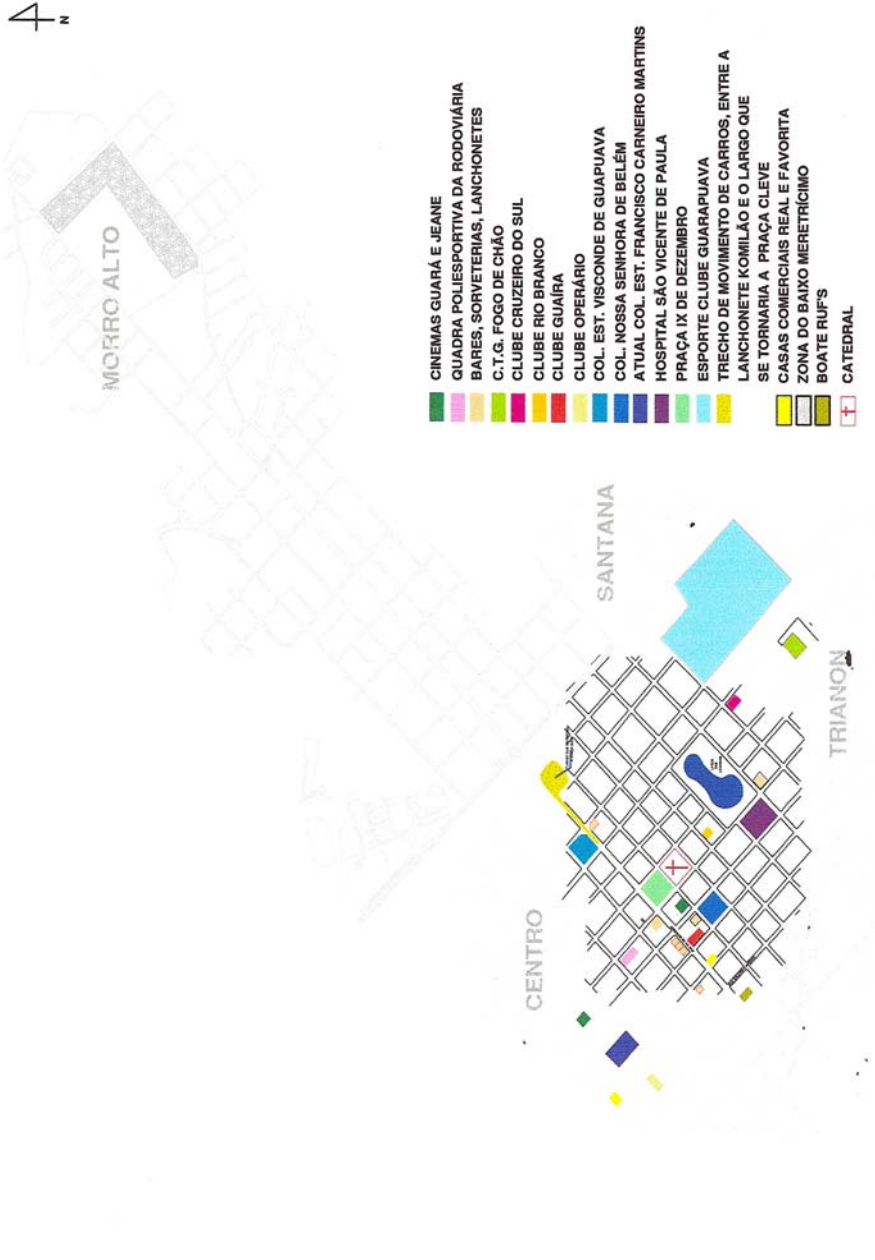 N
MORRO ALTO
SANTANA
CENTRO
TRIANON
CINEMAS GUARÁ E JEANE
QUADRA POLIESPORTIVA DA RODOVIÁRIA
BARES, SORVETERIAS, LANCHONETES
C.T.G. FOGO DE CHÃO
CLUBE CRUZEIRO DO SUL
CLUBE RIO BRANCO
CLUBE GUAÍRA
CLUBE OPERÁRIO
COL. EST. VISCONDE DE GUAPUAVA
COL. NOSSA SENHORA DE BELÉM
ATUAL COL. EST. FRANCISCO CARNEIRO MARTINS
HOSPITAL SÃO VICENTE DE PAULA
PRAÇA IX DE DEZEMBRO
ESPORTE CLUBE GUARAPUAVA
TRECHO DE MOVIMENTO DE CARROS, ENTRE A
LANCHONETE KOMILÃO E O LARGO QUE
SE TORNARIA A PRAÇA CLEVE
CASAS COMERCIAIS REAL E FAVORITA
ZONA DO BAIXO MERETRÍCIMO
BOATE RUF'S
CATEDRAL